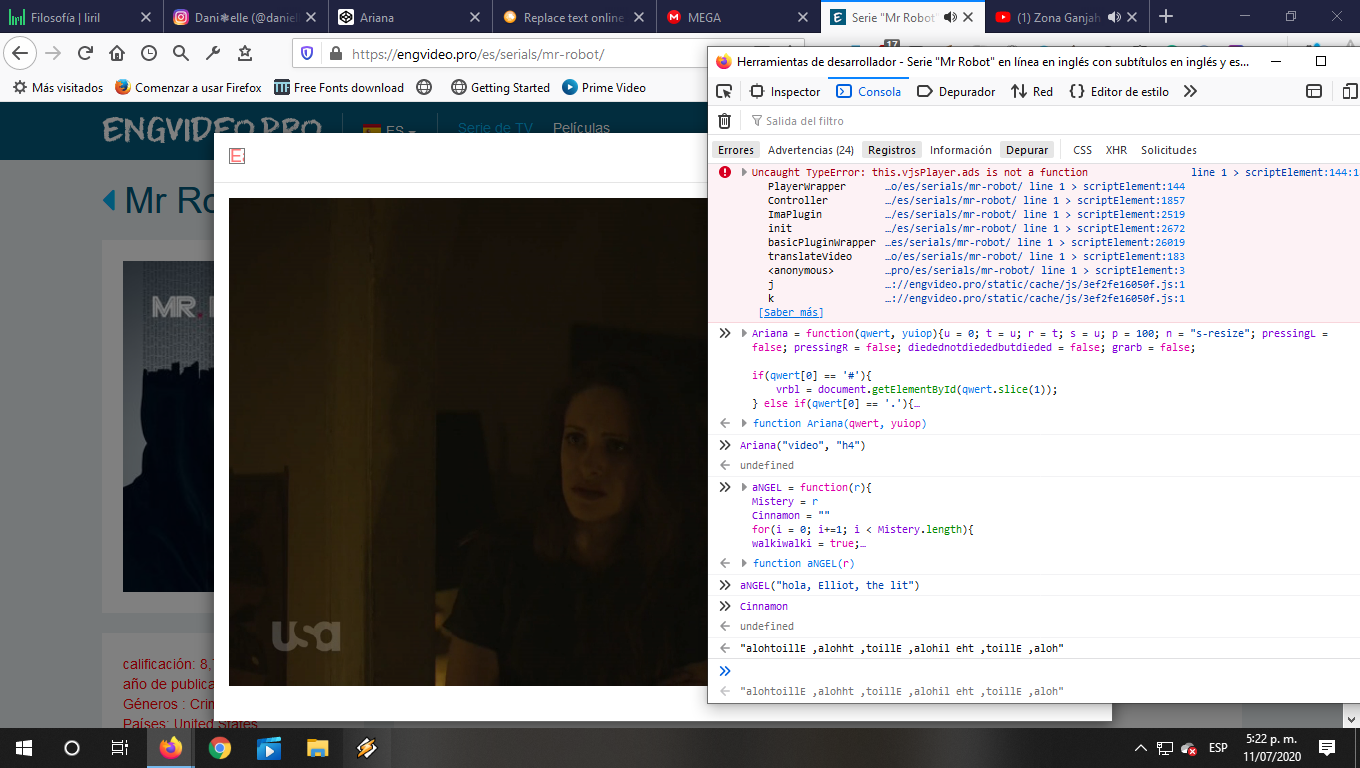 Filosofía | liril
Dani❃elle (@daniell
Ariana
Replace text online
MEGA
Serie "Mr Robot"
(1) Zona Ganjah
https://engvideo.pro/es/serials/mr-robot/
17
Más visitados
Comenzar a usar Firefox
Free Fonts download
Getting Started
Prime Video
ENGVIDEO.PRO
ES
Serie de TV
Películas
Mr Ro
MR.
E
usa
calificación: 8,
año de publica
Géneros : Crim
Países: United States
Herramientas de desarrollador - Serie "Mr Robot" en línea en inglés con subtítulos en inglés y es...
Inspector
Consola
Depurador
Red
Editor de estilo
Salida del filtro
Errores
Advertencias (24)
Registros
Información
Depurar
CSS
XHR
Solicitudes
Uncaught TypeError: this.vjsPlayer.ads is not a function line 1 > scriptElement:144:1
PlayerWrapper …o/es/serials/mr-robot/ line 1 > scriptElement:144
Controller …/es/serials/mr-robot/ line 1 > scriptElement:1857
ImaPlugin …/es/serials/mr-robot/ line 1 > scriptElement:2519
init …/es/serials/mr-robot/ line 1 > scriptElement:2672
basicPluginWrapper …es/serials/mr-robot/ line 1 > scriptElement:26019
translateVideo …o/es/serials/mr-robot/ line 1 > scriptElement:183
<anonymous> …pro/es/serials/mr-robot/ line 1 > scriptElement:3
j …://engvideo.pro/static/cache/js/3ef2fe16050f.js:1
k …://engvideo.pro/static/cache/js/3ef2fe16050f.js:1
[Saber más]
Ariana = function(qwert, yuiop){u = 0; t = u; r = t; s = u; p = 100; n = "s-resize"; pressingL =
false; pressingR = false; diedednotdiededbutdieded = false; grarb = false;
if(qwert[0] == '#'){
vrbl = document.getElementById(qwert.slice(1));
} else if(qwert[0] == '.'){…
function Ariana(qwert, yuiop)
Ariana("video", "h4")
undefined
aNGEL = function(r){
Mistery = r
Cinnamon = ""
for(i = 0; i+=1; i < Mistery.length){
walkiwalki = true;…
function aNGEL(r)
aNGEL("hola, Elliot, the lit")
Cinnamon
undefined
"alohtoillE ,alohht ,toillE ,alohil eht ,toillE ,aloh"
"alohtoillE ,alohht ,toillE ,alohil eht ,toillE ,aloh"
ESP
5:22 p. m.
11/07/2020